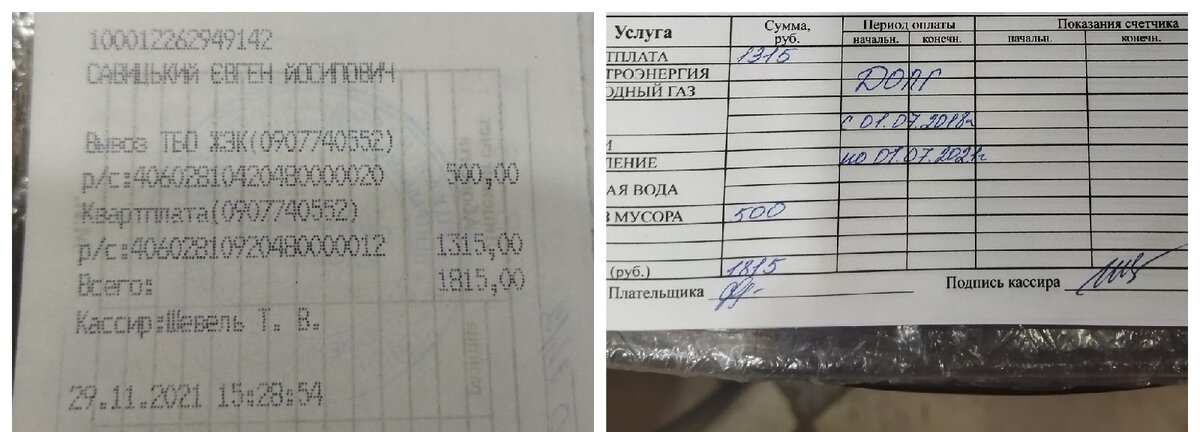 100012262949142
САВИЦЬКИЙ ЄВГЕН ЙОСИПОВИЧ
Вывоз ТБО ЖЭК(0907740552)
р/с:40602810420480000020 500,00
Квартплата(0907740552)
р/с:40602810920480000012 1315,00
Всего: 1815,00
Кассир:Шевель Т. В.
29.11.2021 15:28:54
Услуга Сумма, руб. Период оплаты Показания счетчика
начальн. конечн. начальн. конечн.
ТПЛАТА 1315
ТРОЭНЕРГИЯ ДОЛГ
ОДНЫЙ ГАЗ
с 01.07.2018г
И
ЛЕНИЕ по 01.07.2021г
АЯ ВОДА
З МУСОРА 500
(руб.) 1815
Плательщика Подпись кассира